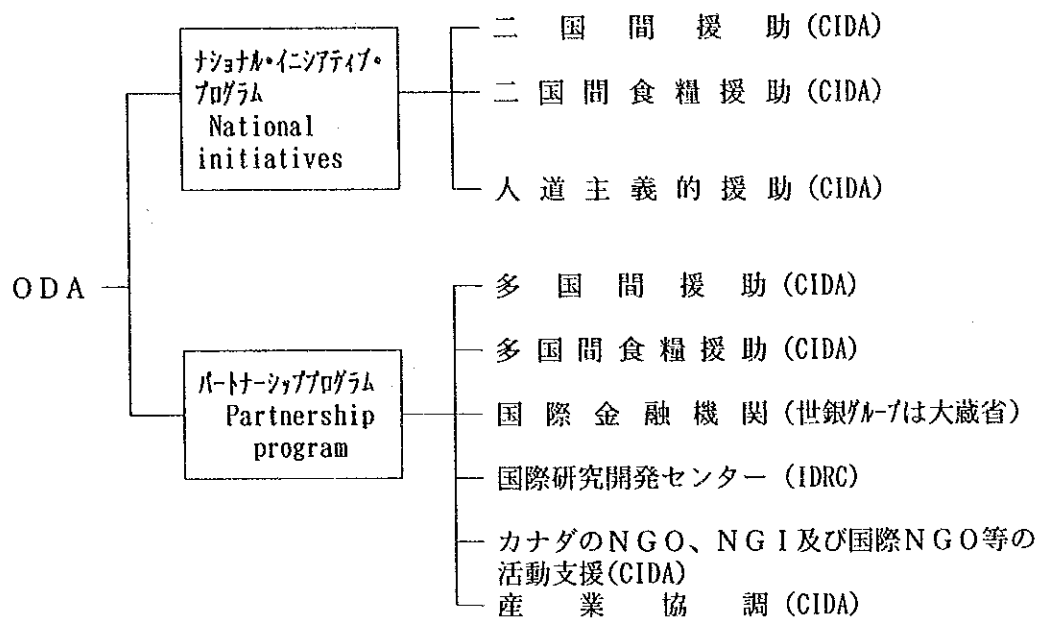 ODA
ナショナル・イニシアティブ・
プログラム
National
initiatives
二国間援助(CIDA)
二国間食糧援助(CIDA)
人道主義的援助(CIDA)
パートナーシッププログラム
Partnership
program
多国間援助(CIDA)
多国間食糧援助(CIDA)
国際金融機関(世銀グループは大蔵省)
国際研究開発センター(IDRC)
カナダのNGO、NGI及び国際NGO等の
活動支援(CIDA)
産業協調(CIDA)